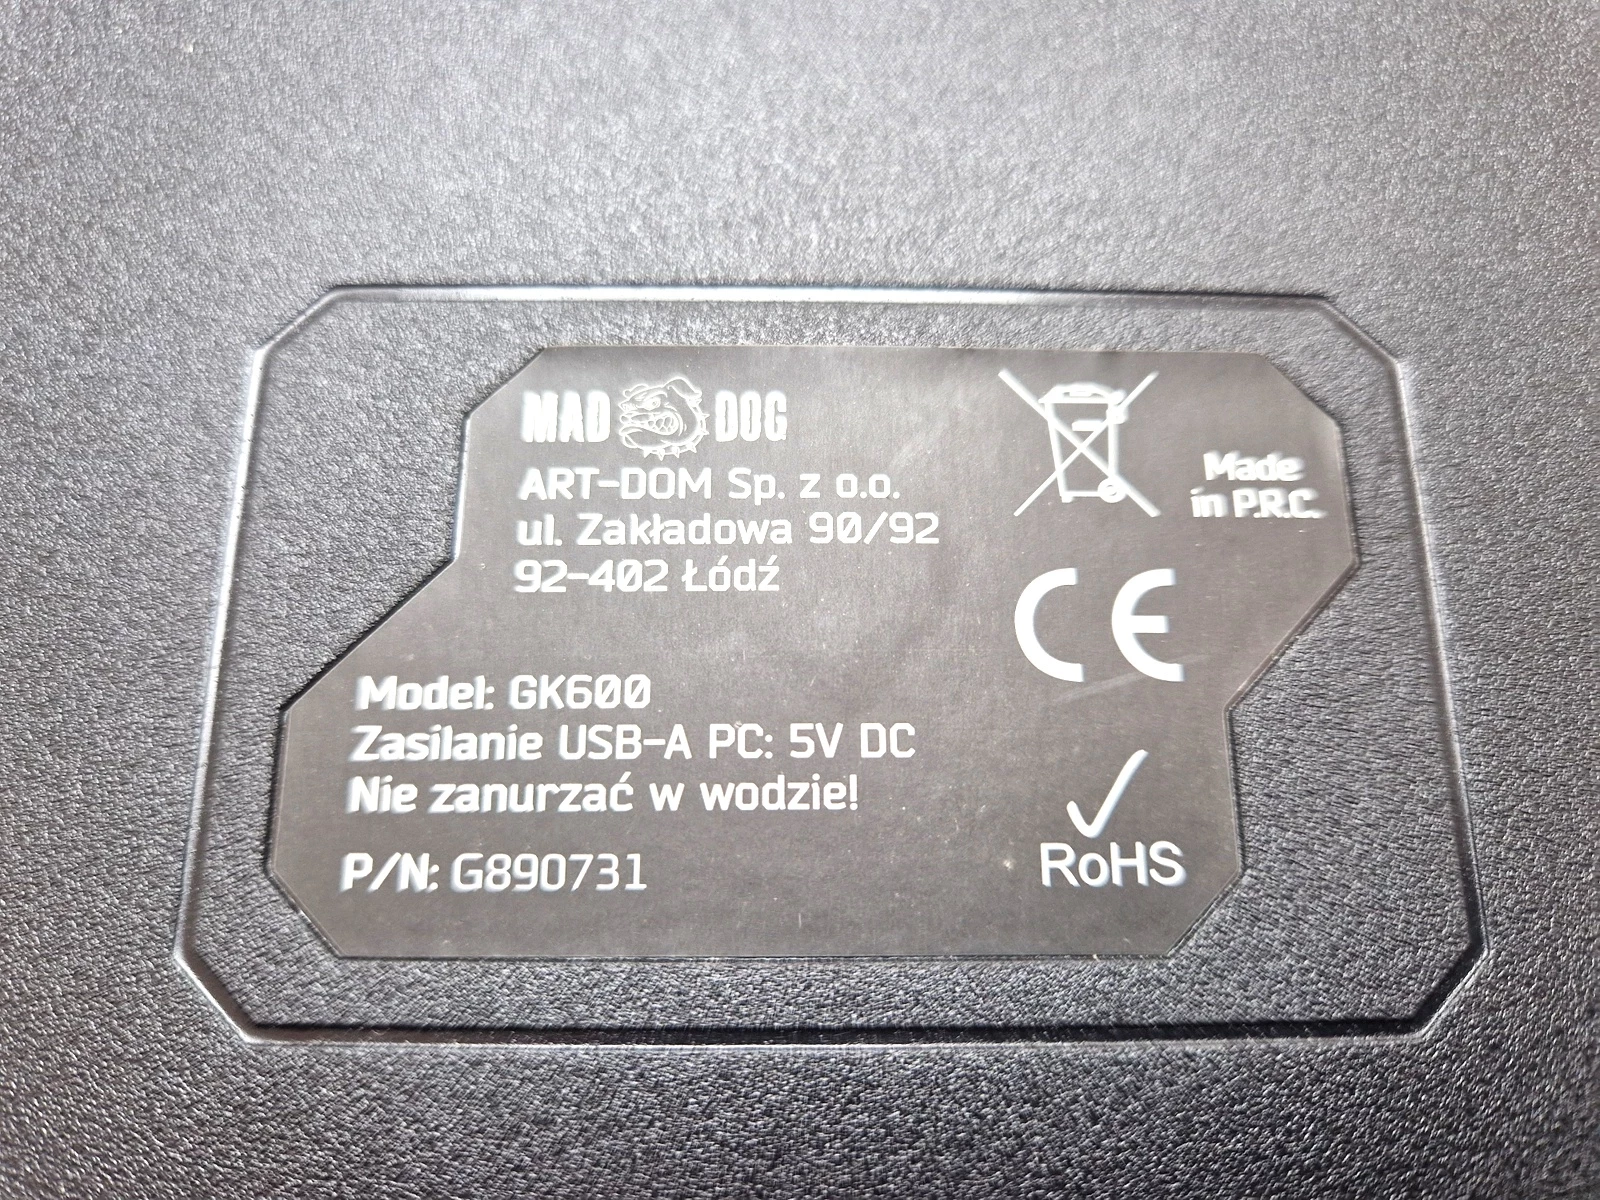 MAD DOG
ART-DOM Sp. z o.o.
ul. Zakładowa 90/92
92-402 Łódź
Made
in P.R.C.
CE
Model: GK600
Zasilanie USB-A PC: 5V DC
Nie zanurzać w wodzie!
P/N: G890731
RoHS